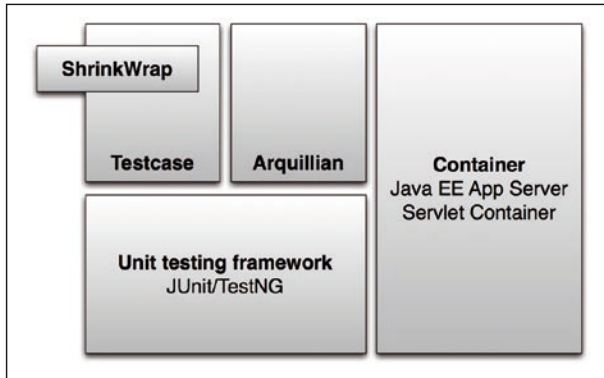 ShrinkWrap
Testcase
Arquillian
Container
Java EE App Server
Servlet Container
Unit testing framework
JUnit/TestNG